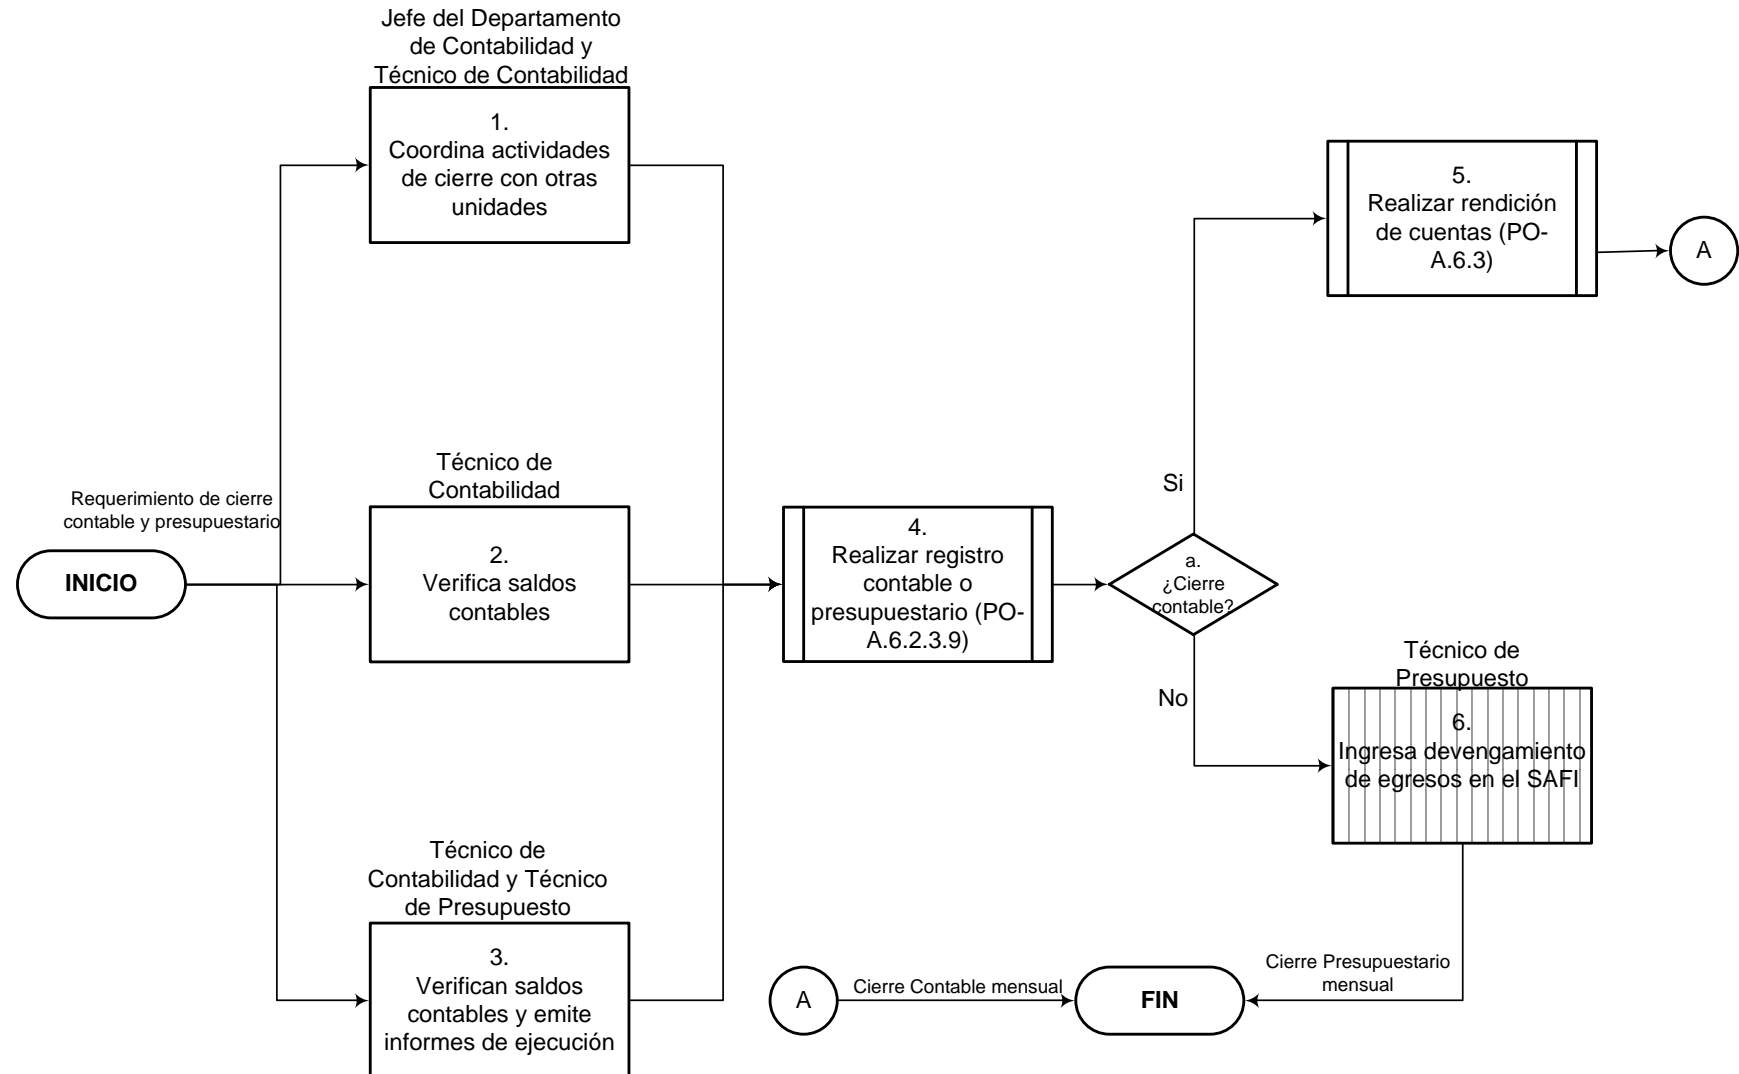 Jefe del Departamento
de Contabilidad y
Técnico de Contabilidad
1.
Coordina actividades
de cierre con otras
unidades
Requerimiento de cierre
contable y presupuestario
INICIO
Técnico de
Contabilidad
2.
Verifica saldos
contables
Técnico de
Contabilidad y Técnico
de Presupuesto
3.
Verifican saldos
contables y emite
informes de ejecución
4.
Realizar registro
contable o
presupuestario (PO-
A.6.2.3.9)
a.
¿Cierre
contable?
Si
5.
Realizar rendición
de cuentas (PO-
A.6.3)
A
No
Técnico de
Presupuesto
6.
Ingresa devengamiento
de egresos en el SAFI
A
Cierre Contable mensual
FIN
Cierre Presupuestario
mensual